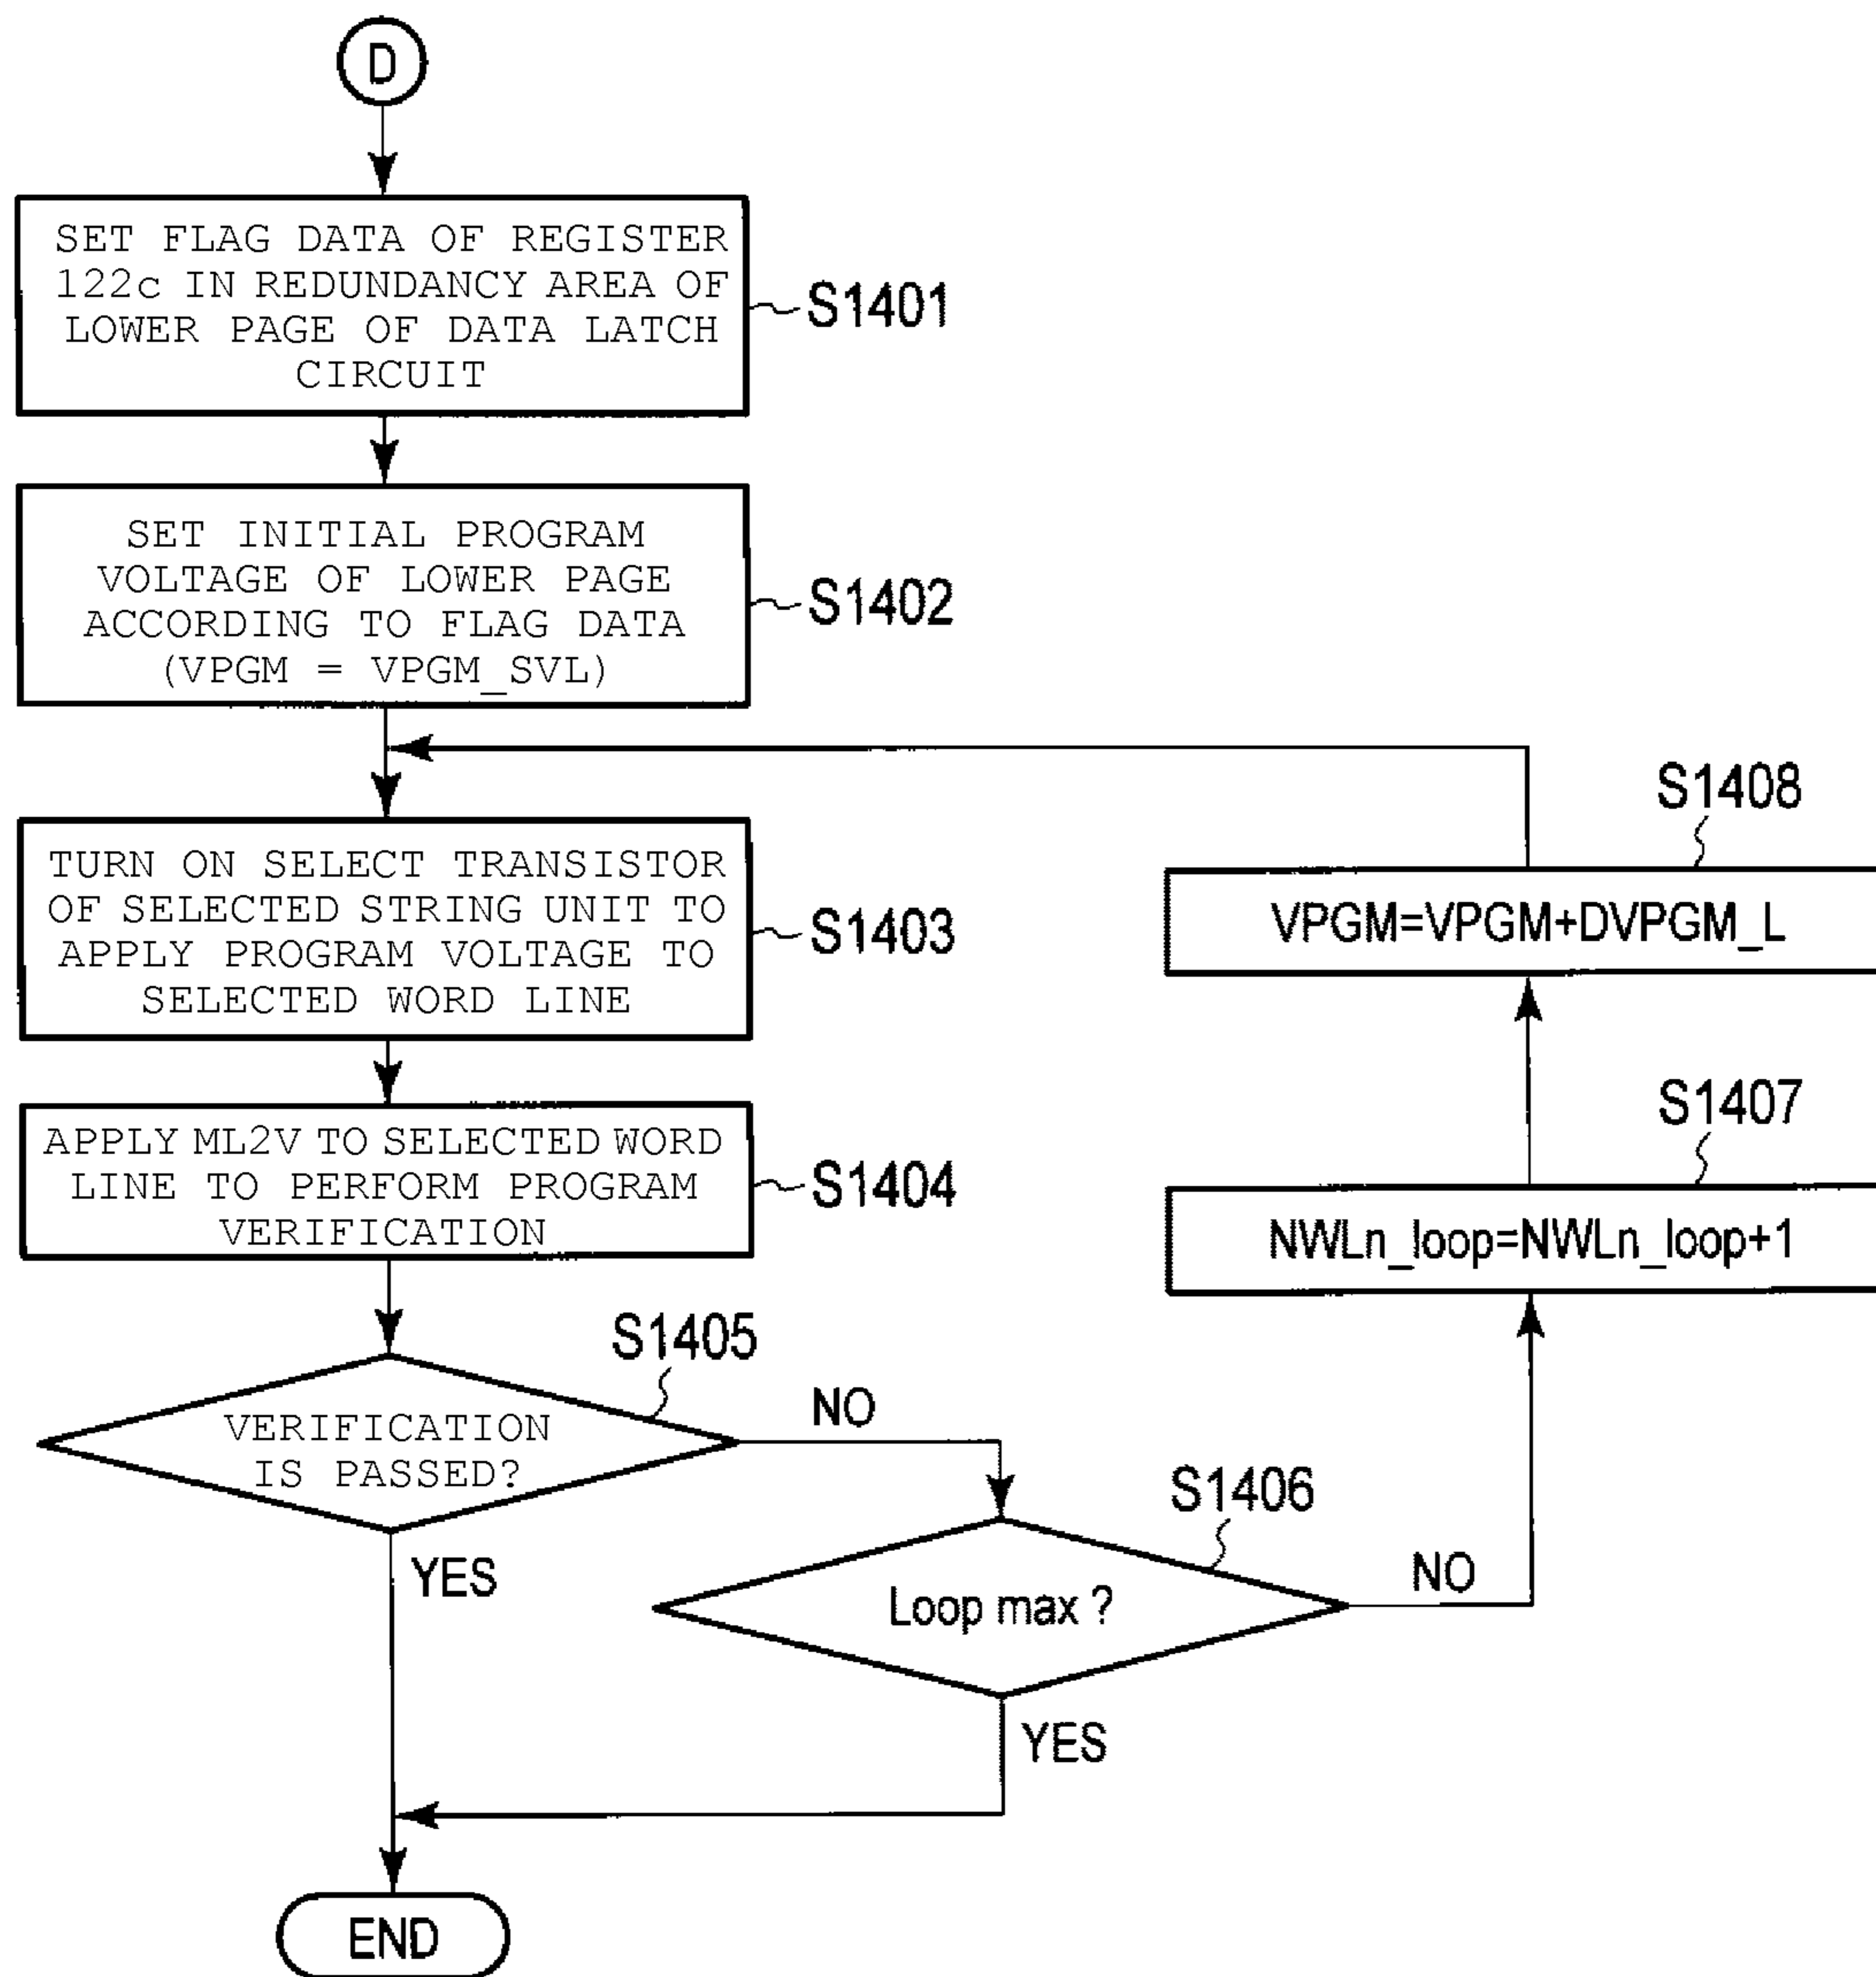 D
SET FLAG DATA OF REGISTER
122c IN REDUNDANCY AREA OF
LOWER PAGE OF DATA LATCH
CIRCUIT
S1401
SET INITIAL PROGRAM
VOLTAGE OF LOWER PAGE
ACCORDING TO FLAG DATA
(VPGM = VPGM_SVL)
S1402
TURN ON SELECT TRANSISTOR
OF SELECTED STRING UNIT TO
APPLY PROGRAM VOLTAGE TO
SELECTED WORD LINE
S1403
APPLY ML2V TO SELECTED WORD
LINE TO PERFORM PROGRAM
VERIFICATION
S1404
S1405
VERIFICATION
IS PASSED?
NO
YES
S1406
Loop max ?
NO
YES
S1407
NWLn_loop=NWLn_loop+1
S1408
VPGM=VPGM+DVPGM_L
END